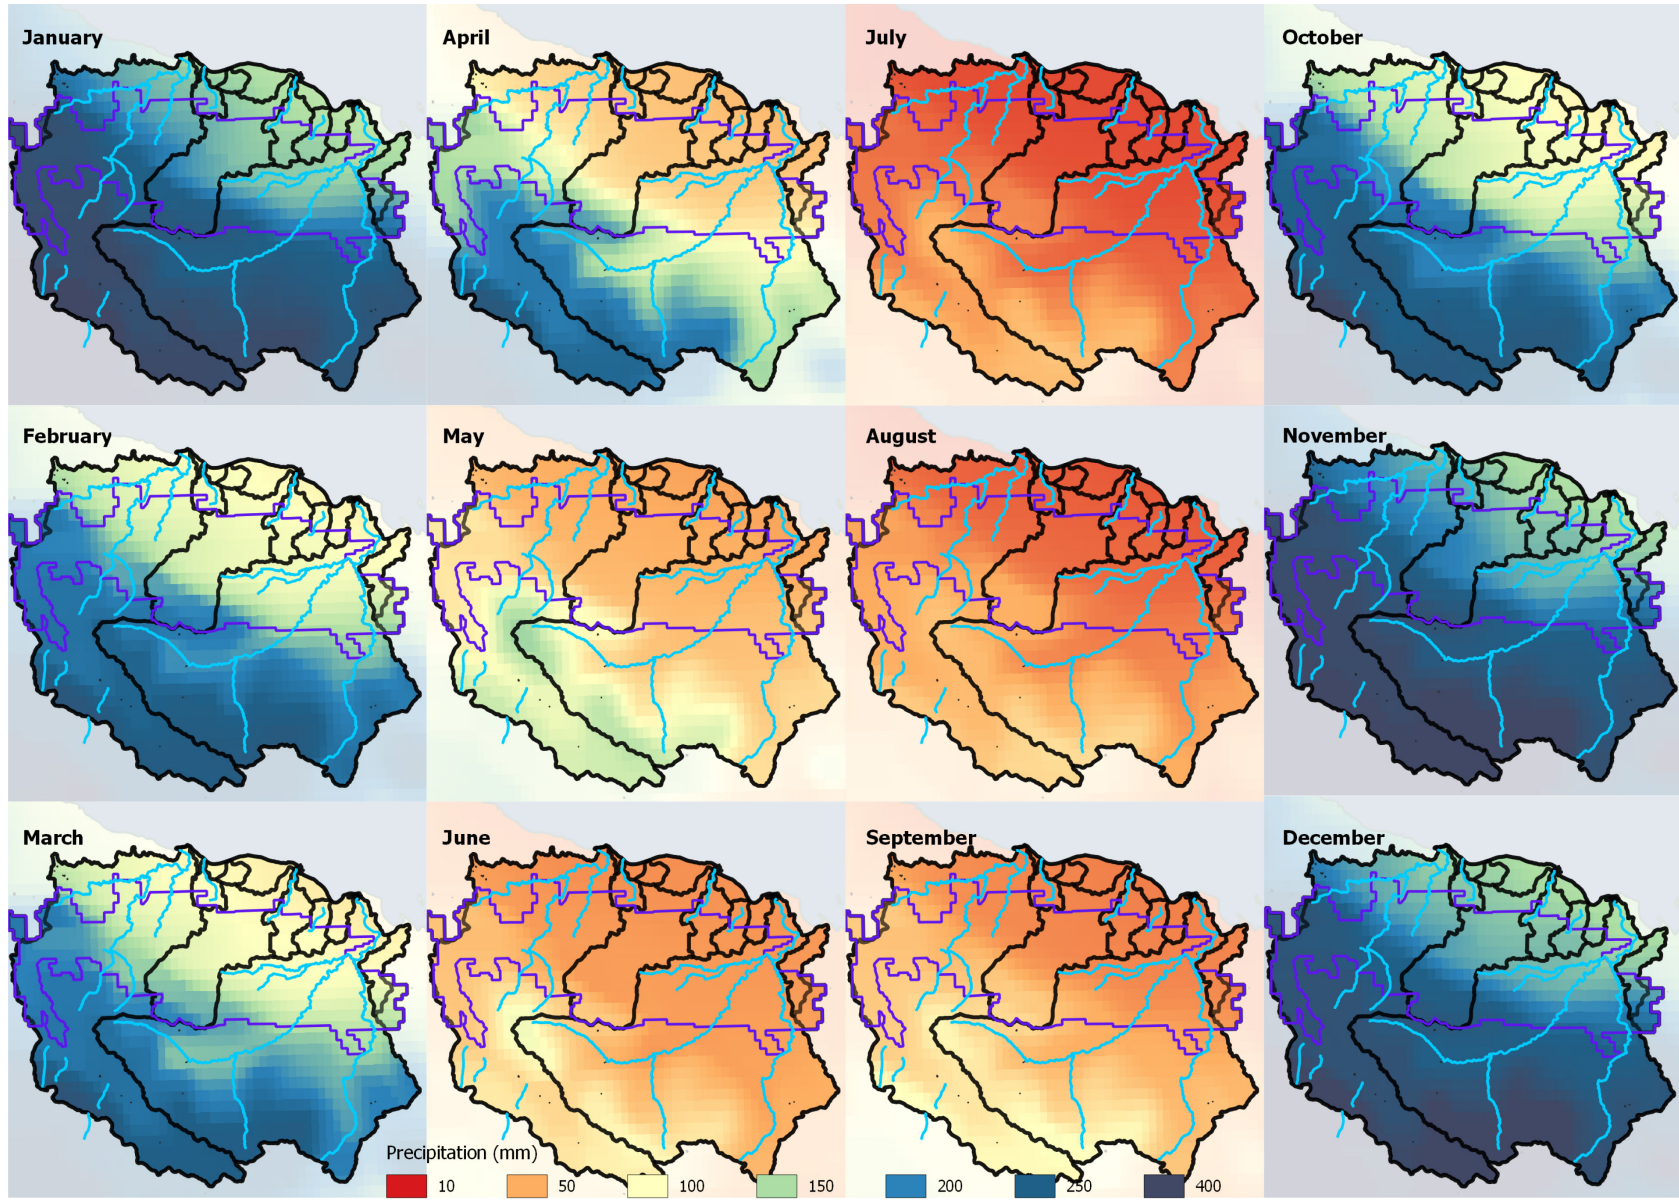 January
April
July
October
February
May
August
November
March
June
September
December
Precipitation (mm)
10
50
100
150
200
250
400